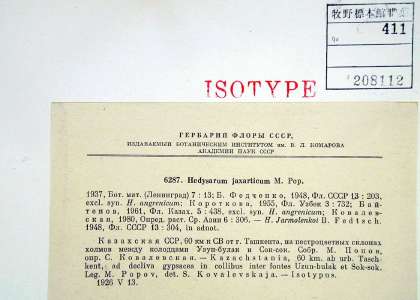 牧野標本館
No
411
208112
ISOTYPE
ГЕРБАРИЙ ФЛОРЫ СССР,
ИЗДАВАЕМЫЙ БОТАНИЧЕСКИМ ИНСТИТУТОМ им. В. Л. КОМАРОВА
АКАДЕМИИ НАУК СССР
6287. Hedysarum jaxarticum M. Pop.
1937, Бот. мат. (Ленинград) 7 : 13; Б. Федченко, 1948, Фл. СССР 13 : 203,
excl. syn. H. angrenicum; Короткова, 1955, Фл. Узбек 3 : 732; Бай-
тенов, 1961, Фл. Казах. 5 : 438, excl. syn. H. angrenicum; Ковалев-
ская, 1980, Опред. раст. Ср. Азии 6 : 306. — H. Jarmolenkoi B. Fedtsch.
1948, Фл. СССР 13 : 304, in adnot.
Казахская ССР, 60 км к СВ от г. Ташкента, на пестроцветных склонах
холмов между колодцами Узун-булак и Сок-сок. Собр. М. Попов,
опр. С. Ковалевская. — Kazachstania, 60 km. ab urb. Tasch-
kent, ad decliva gypsacea in collibus inter fontes Uzun-bulak et Sok-sok.
Leg. M. Popov, det. S. Kovalevskaja. — Isotypus.
1926 V 13.